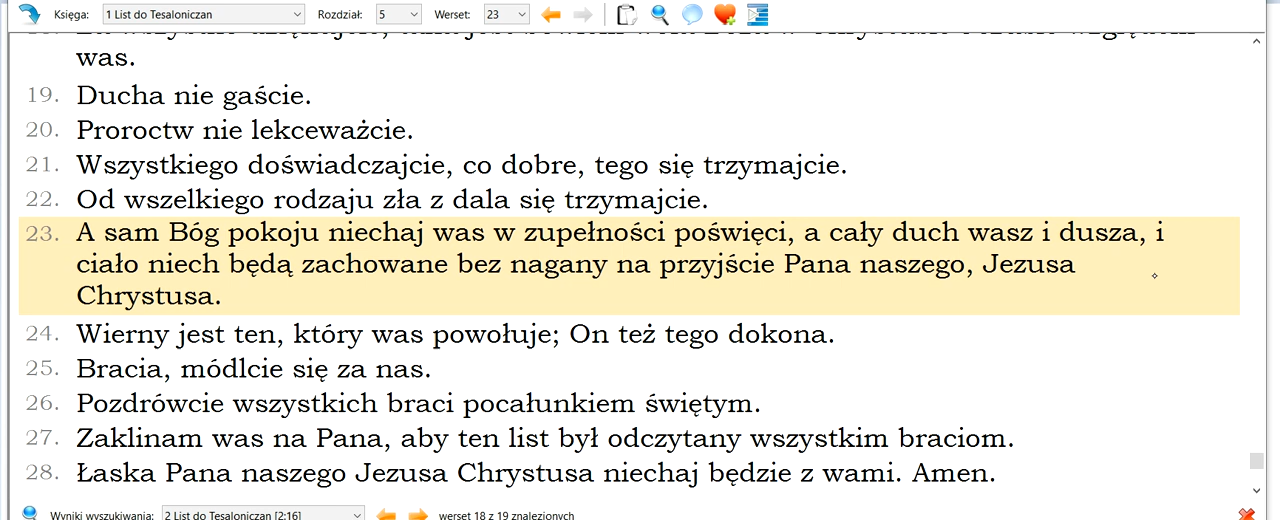 Księga: 1 List do Tesaloniczan Rozdział: 5 Werset: 23
was.
19. Ducha nie gaście.
20. Proroctw nie lekceważcie.
21. Wszystkiego doświadczajcie, co dobre, tego się trzymajcie.
22. Od wszelkiego rodzaju zła z dala się trzymajcie.
23. A sam Bóg pokoju niechaj was w zupełności poświęci, a cały duch wasz i dusza, i
ciało niech będą zachowane bez nagany na przyjście Pana naszego, Jezusa
Chrystusa.
24. Wierny jest ten, który was powołuje; On też tego dokona.
25. Bracia, módlcie się za nas.
26. Pozdrówcie wszystkich braci pocałunkiem świętym.
27. Zaklinam was na Pana, aby ten list był odczytany wszystkim braciom.
28. Łaska Pana naszego Jezusa Chrystusa niechaj będzie z wami. Amen.
Wyniki wyszukiwania: 2 List do Tesaloniczan [2:16] werset 18 z 19 znalezionych